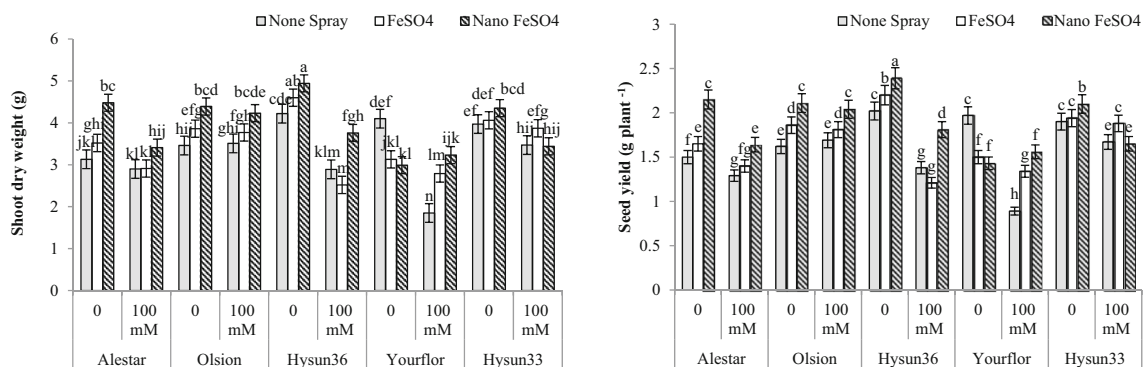 None Spray FeSO4 Nano FeSO4
Shoot dry weight (g)
6
5
4
3
2
1
0
jkl ghi bc kl kl hij hij efg bcd ghi fgh bcde cde ab a klm m fgh def jkl kl n lm ijk ef def bcd hij efg hij
0 100 mM 0 100 mM 0 100 mM 0 100 mM 0 100 mM
Alestar Olsion Hysun36 Yourflor Hysun33
None Spray FeSO4 Nano FeSO4
Seed yield (g plant -1)
3
2.5
2
1.5
1
0.5
0
f e c g fg e e d c e d c c b a g g d c f f h g f c c b e c e
0 100 mM 0 100 mM 0 100 mM 0 100 mM 0 100 mM
Alestar Olsion Hysun36 Yourflor Hysun33